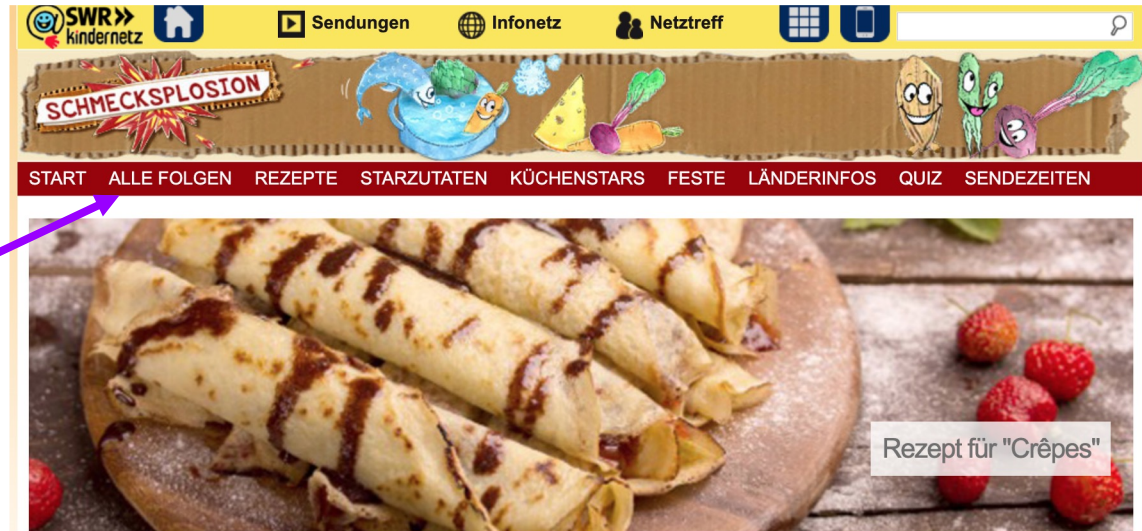 SWR»
kindernetz
Sendungen
Infonetz
Netztreff
SCHMECKSPLOSION
START ALLE FOLGEN REZEPTE STARZUTATEN KÜCHENSTARS FESTE LÄNDERINFOS QUIZ SENDEZEITEN
Rezept für "Crêpes"